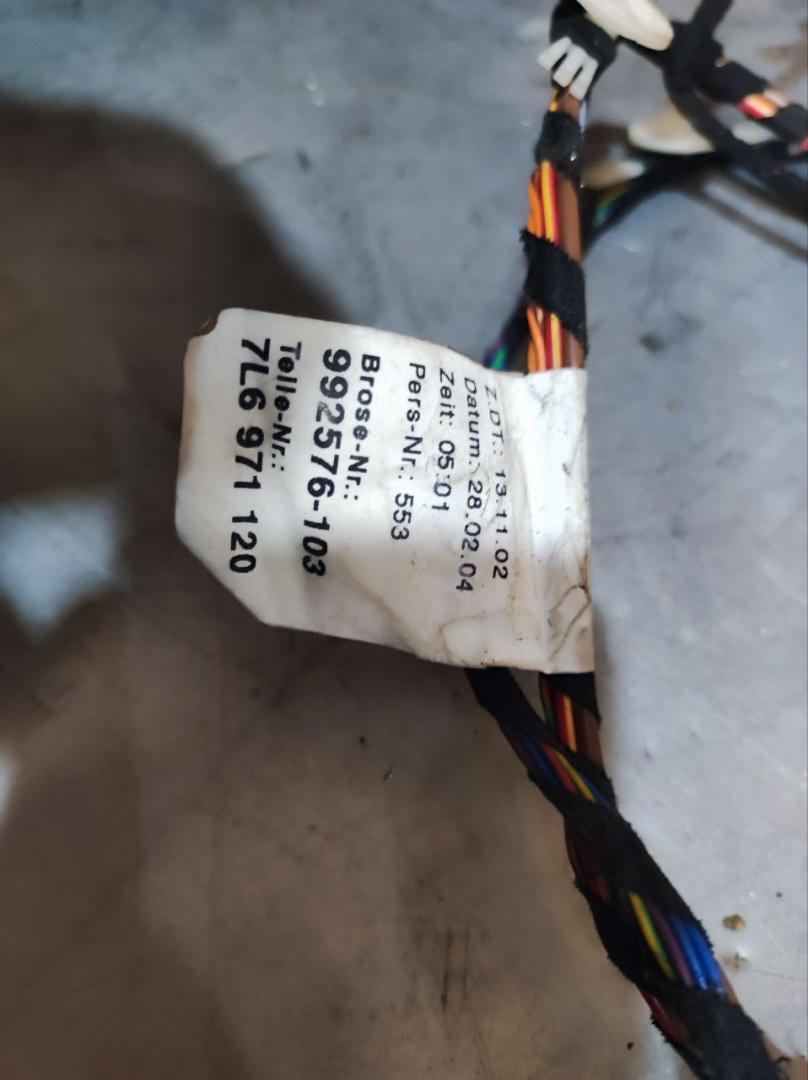 Z.DT.: 13.11.02
Datum: 28.02.04
Zeit: 05:01
Pers-Nr.: 553
Brose-Nr.:
992576-103
Teile-Nr.:
7L6 971 120